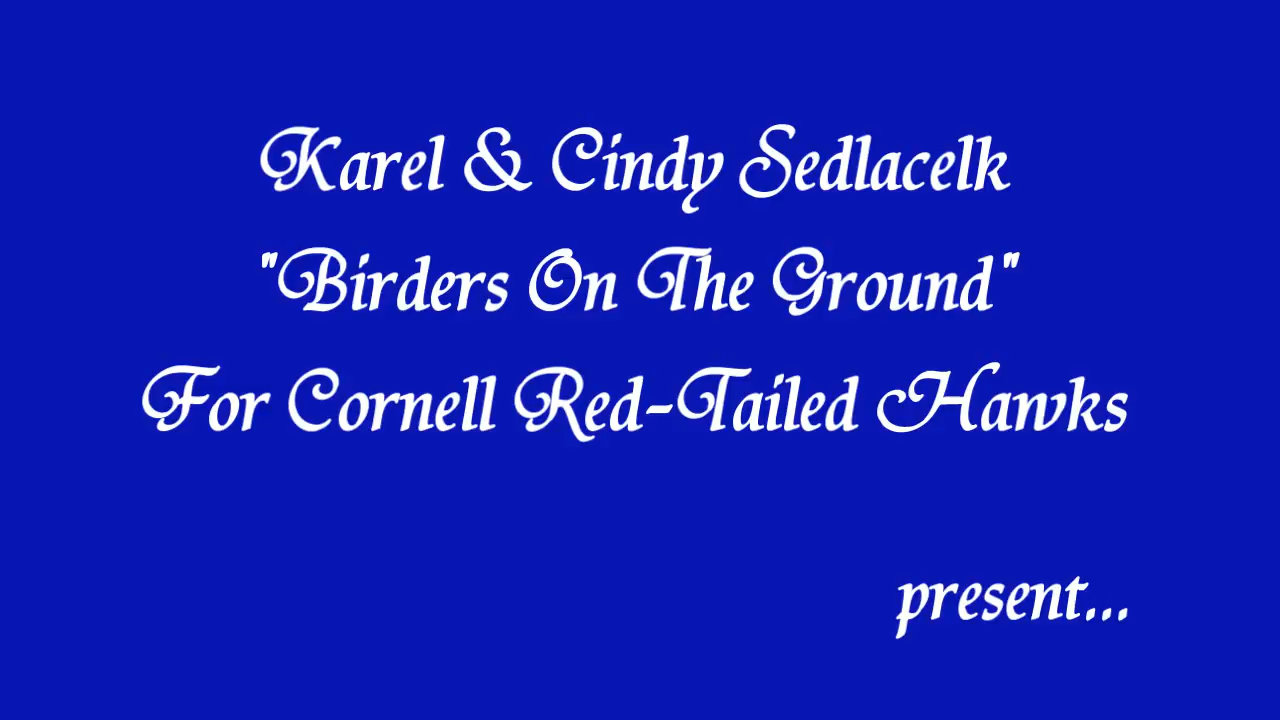 Karel & Cindy Sedlacelk
"Birders On The Ground"
For Cornell Red-Tailed Hawks
present...